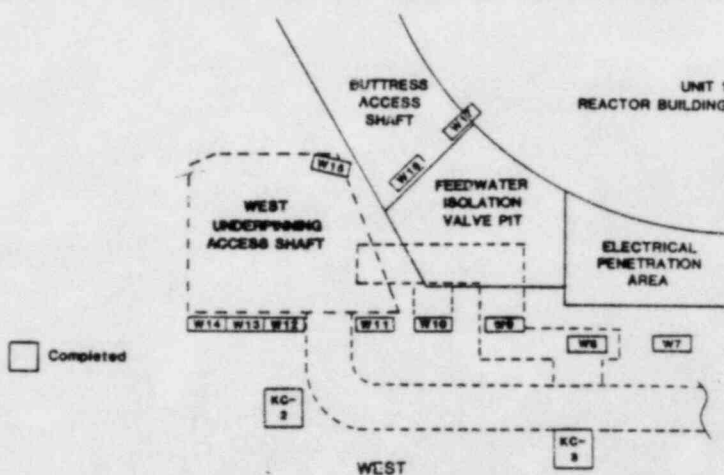 BUTTRESS
ACCESS
SHAFT
UNIT 1
REACTOR BUILDING
W17
W16
W15
FEEDWATER
ISOLATION
VALVE PIT
WEST
UNDERPINNING
ACCESS SHAFT
ELECTRICAL
PENETRATION
AREA
W14 W13 W12 W11 W10 W9
W8 W7
Completed
KC-
2
KC-
3
WEST